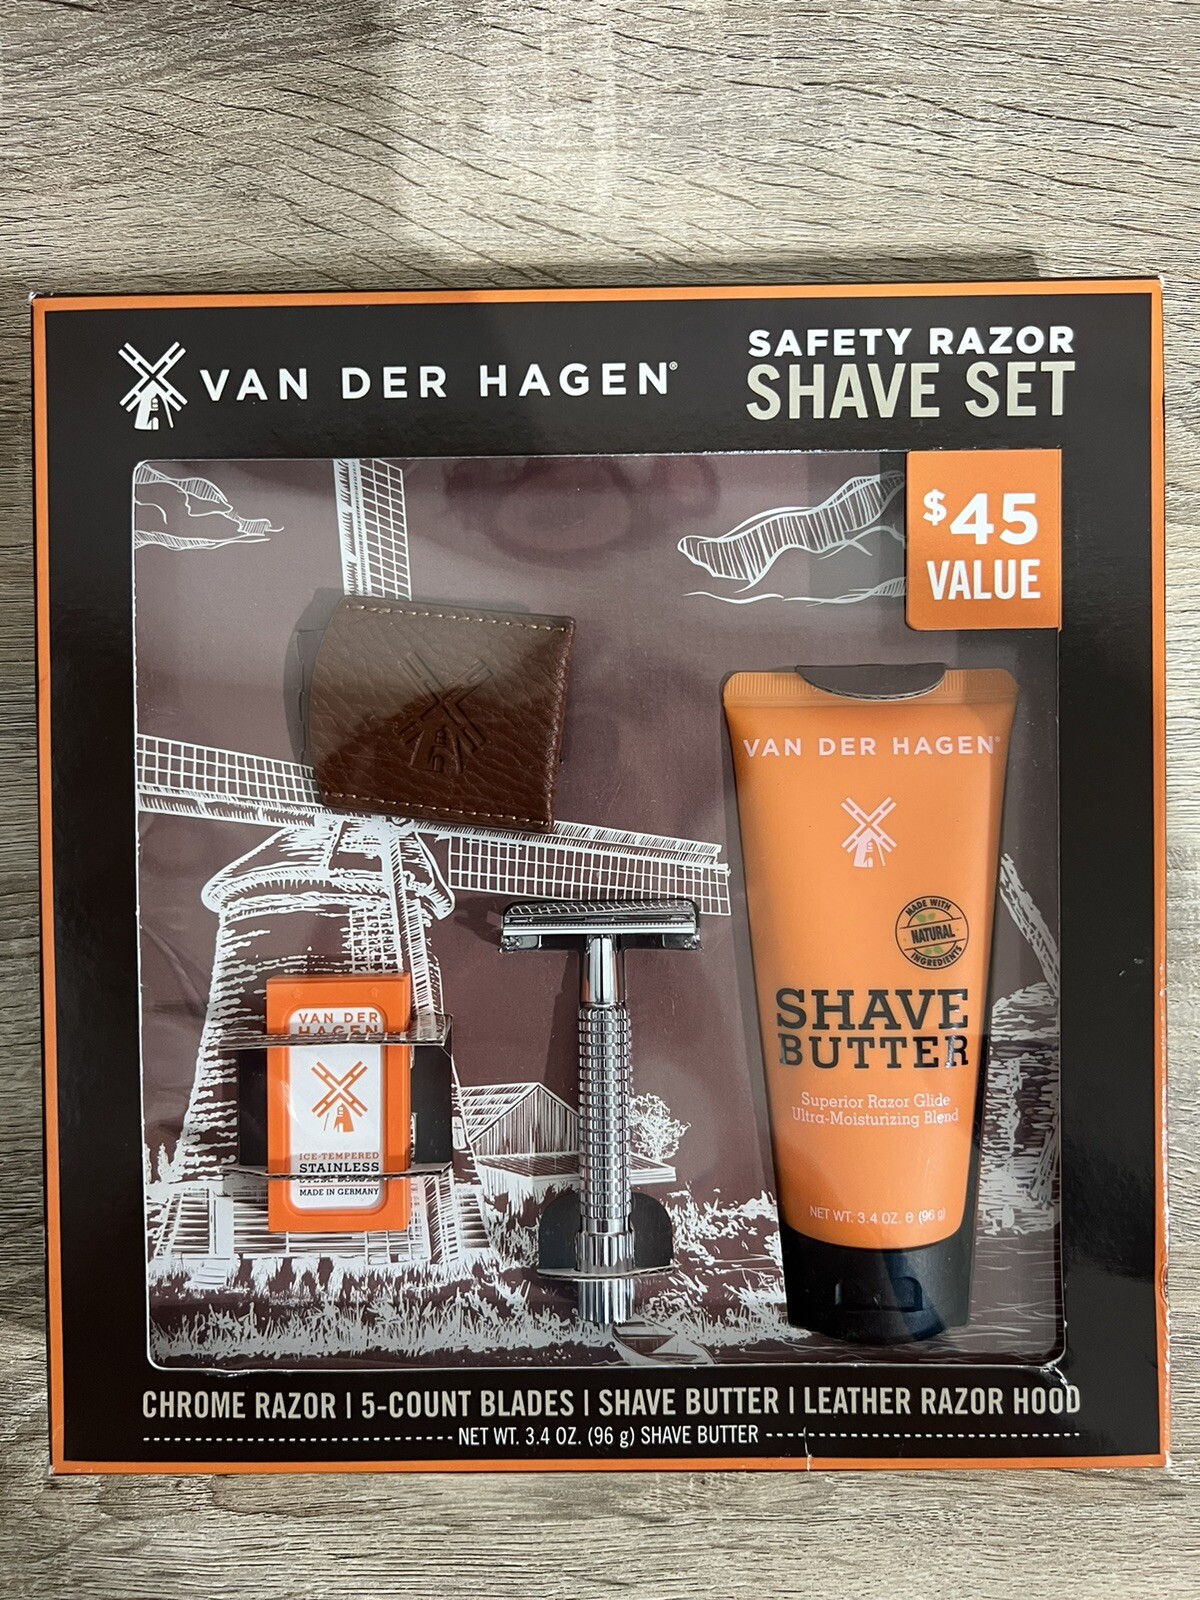 VAN DER HAGEN®
SAFETY RAZOR
SHAVE SET
$45
VALUE
VAN DER HAGEN®
MADE WITH
NATURAL
INGREDIENTS
SHAVE
BUTTER
Superior Razor Glide
Ultra-Moisturizing Blend
NET WT. 3.4 OZ. e (96 g)
VAN DER
HAGEN
ICE-TEMPERED
STAINLESS
MADE IN GERMANY
CHROME RAZOR | 5-COUNT BLADES | SHAVE BUTTER | LEATHER RAZOR HOOD
NET WT. 3.4 OZ. (96 g) SHAVE BUTTER